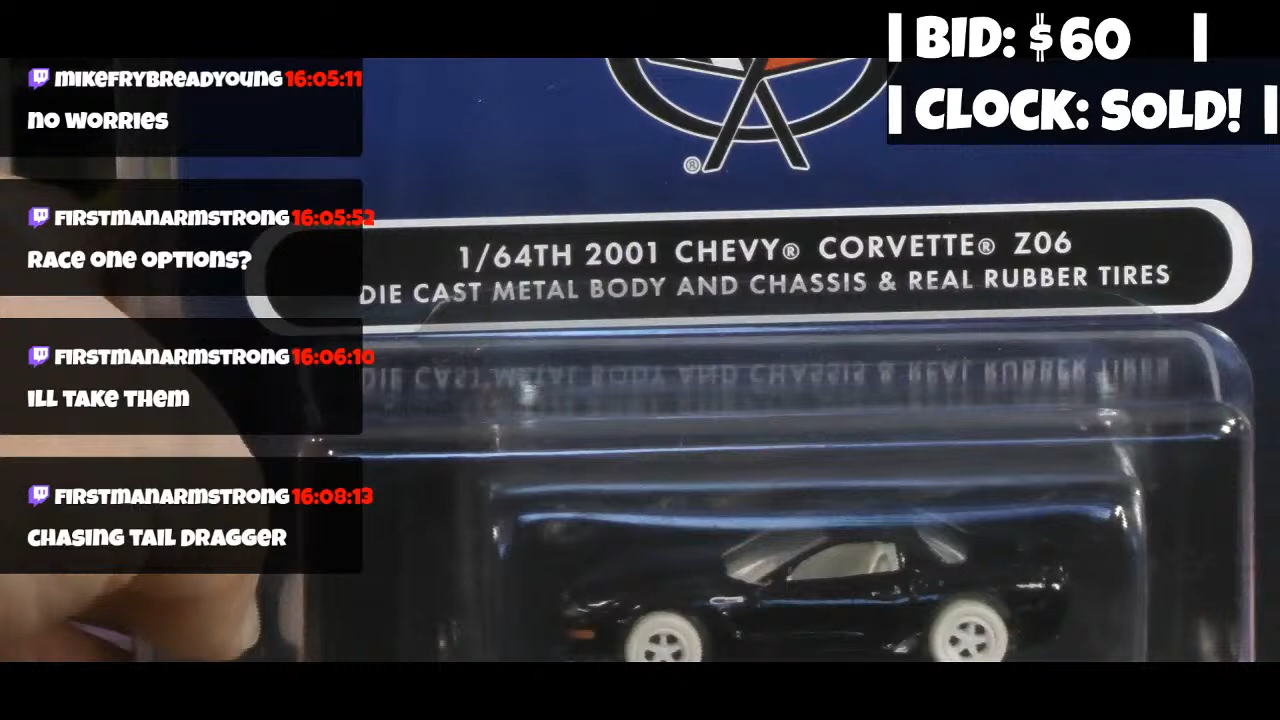 | BID: $60 |
| CLOCK: SOLD! |
mikefrybreadyoung 16:05:11
no worries
firstmanarmstrong 16:05:52
Race one options?
firstmanarmstrong 16:06:10
Ill take them
firstmanarmstrong 16:08:13
Chasing tail dragger
®
1/64TH 2001 CHEVY® CORVETTE® Z06
DIE CAST METAL BODY AND CHASSIS & REAL RUBBER TIRES